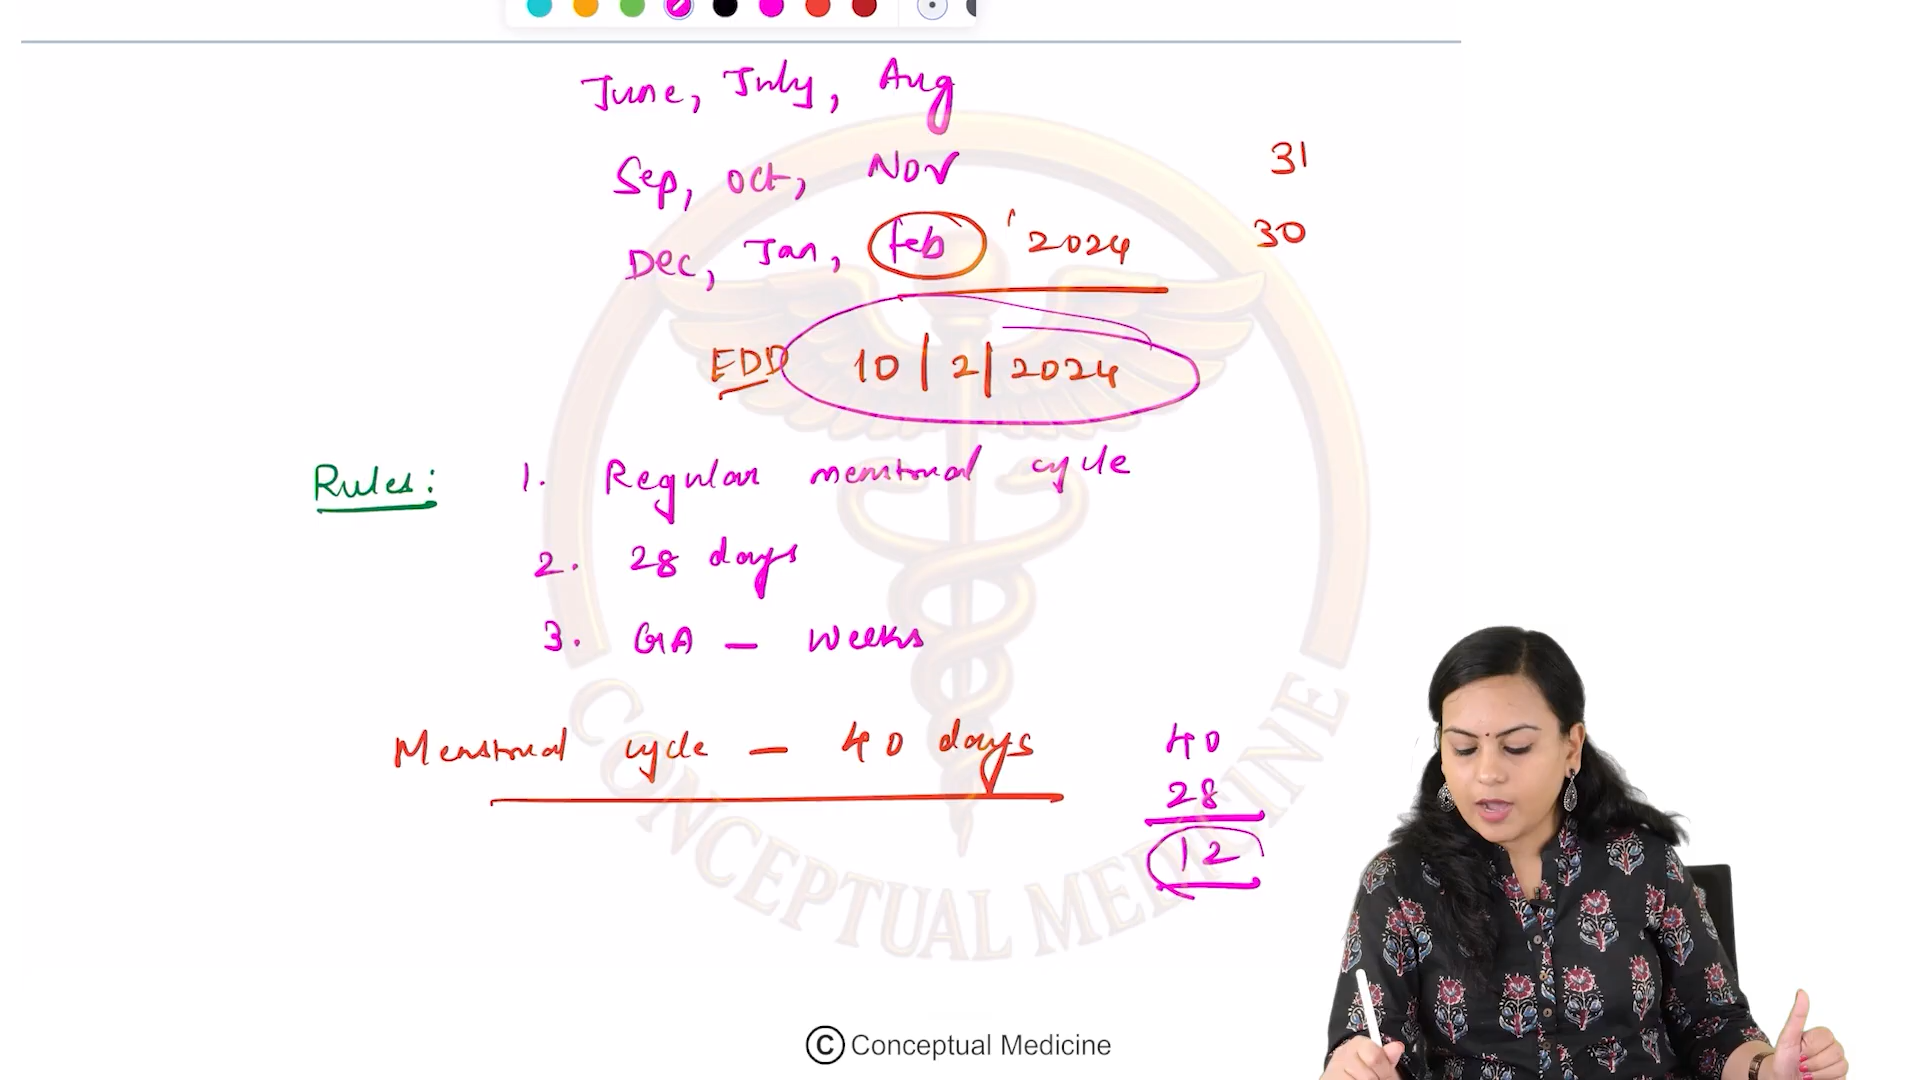 June, July, Aug
Sep, Oct, Nov
31
Dec, Jan, feb '2024
30
EDD 10/2/2024
Rules: 1. Regular menstrual cycle
2. 28 days
3. GA - Weeks
Menstrual cycle - 40 days
40
28
12
CONCEPTUAL MEDICINE
© Conceptual Medicine